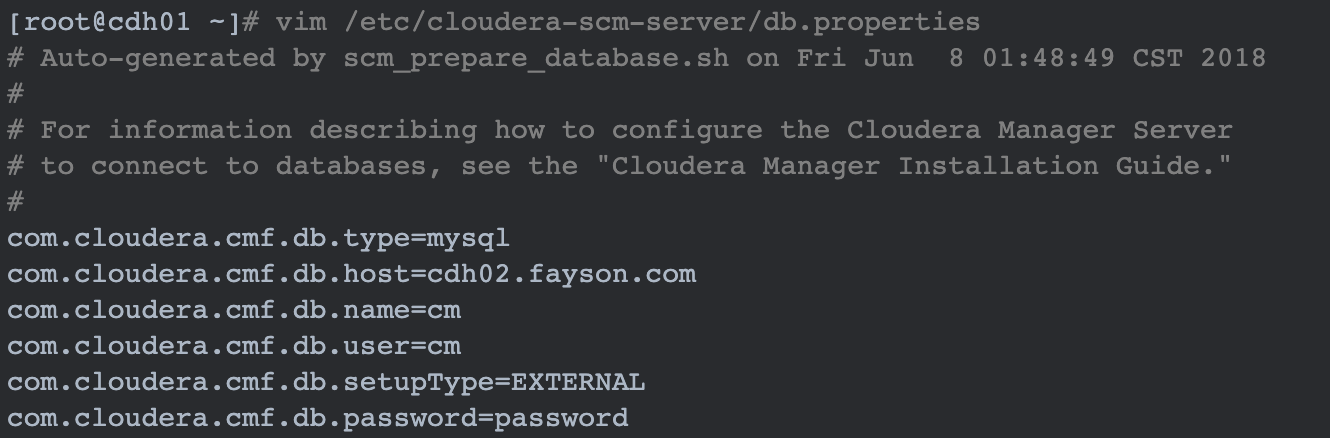 [root@cdh01 ~]# vim /etc/cloudera-scm-server/db.properties
# Auto-generated by scm_prepare_database.sh on Fri Jun  8 01:48:49 CST 2018
#
# For information describing how to configure the Cloudera Manager Server
# to connect to databases, see the "Cloudera Manager Installation Guide."
#
com.cloudera.cmf.db.type=mysql
com.cloudera.cmf.db.host=cdh02.fayson.com
com.cloudera.cmf.db.name=cm
com.cloudera.cmf.db.user=cm
com.cloudera.cmf.db.setupType=EXTERNAL
com.cloudera.cmf.db.password=password